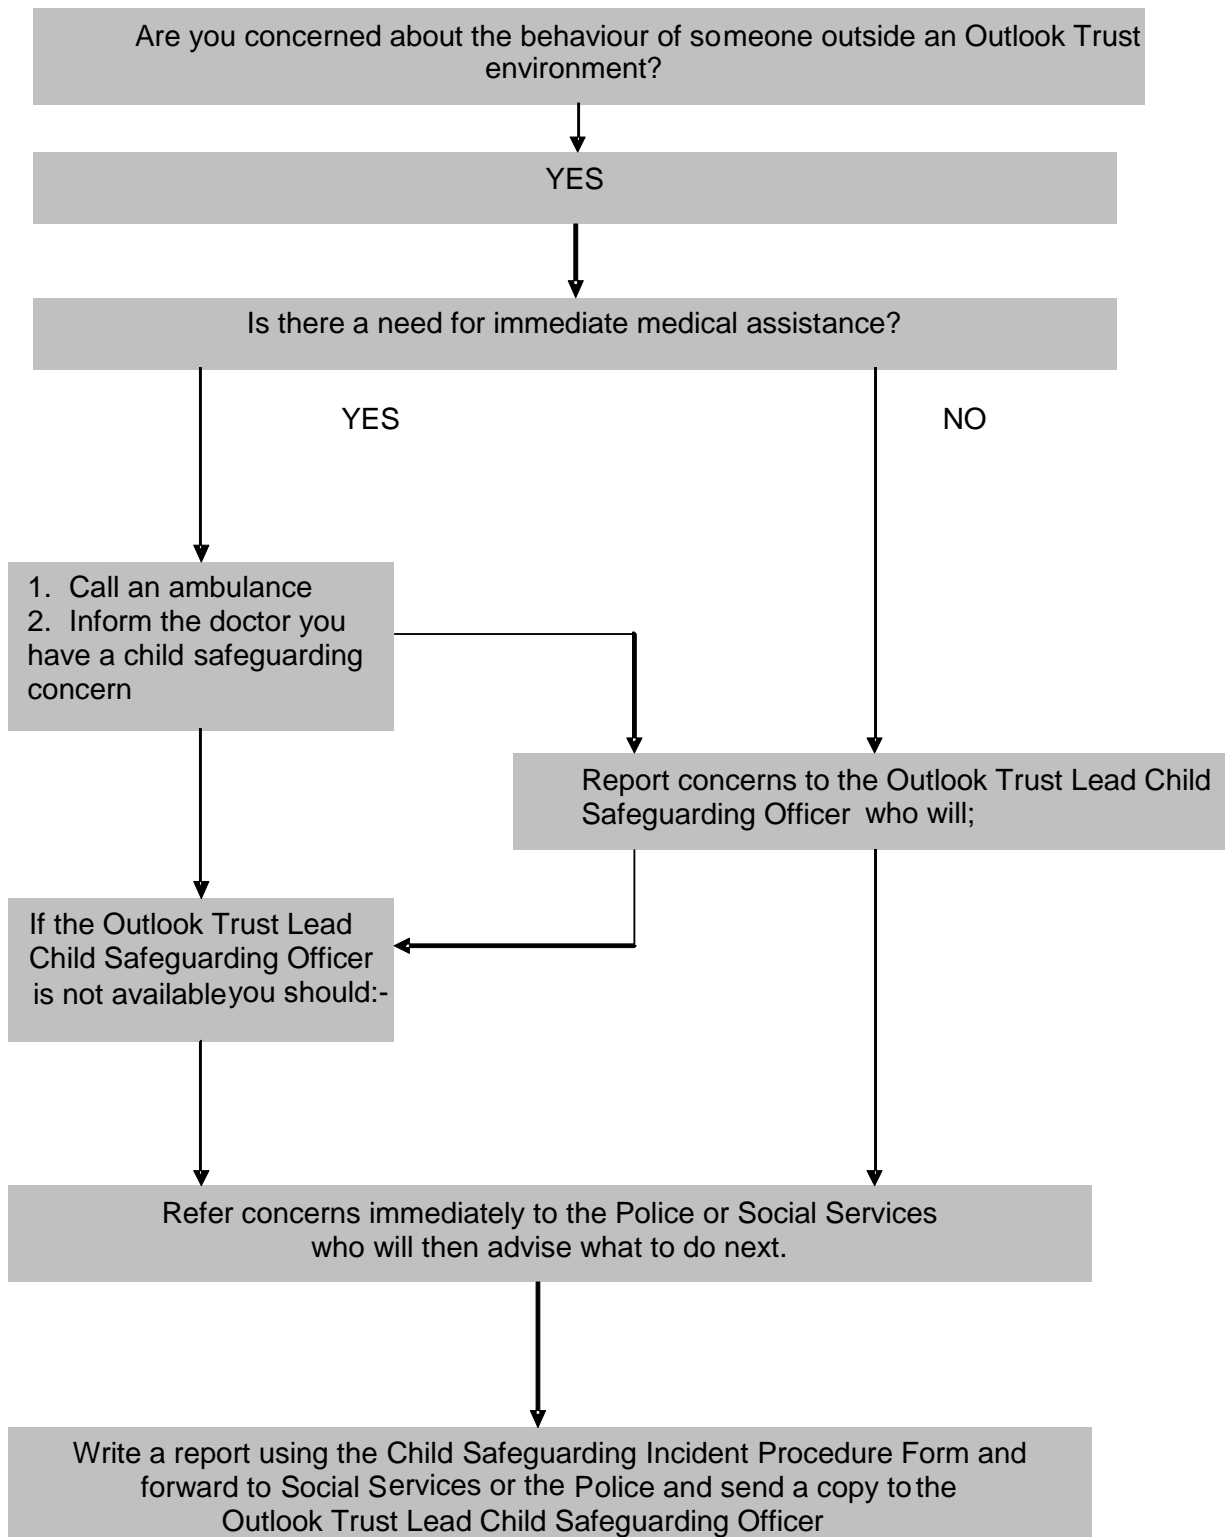 Are you concerned about the behaviour of someone outside an Outlook Trust
environment?
YES
Is there a need for immediate medical assistance?
YES
NO
1. Call an ambulance
2. Inform the doctor you
have a child safeguarding
concern
Report concerns to the Outlook Trust Lead Child
Safeguarding Officer who will;
If the Outlook Trust Lead
Child Safeguarding Officer
is not available you should:-
Refer concerns immediately to the Police or Social Services
who will then advise what to do next.
Write a report using the Child Safeguarding Incident Procedure Form and
forward to Social Services or the Police and send a copy to the
Outlook Trust Lead Child Safeguarding Officer